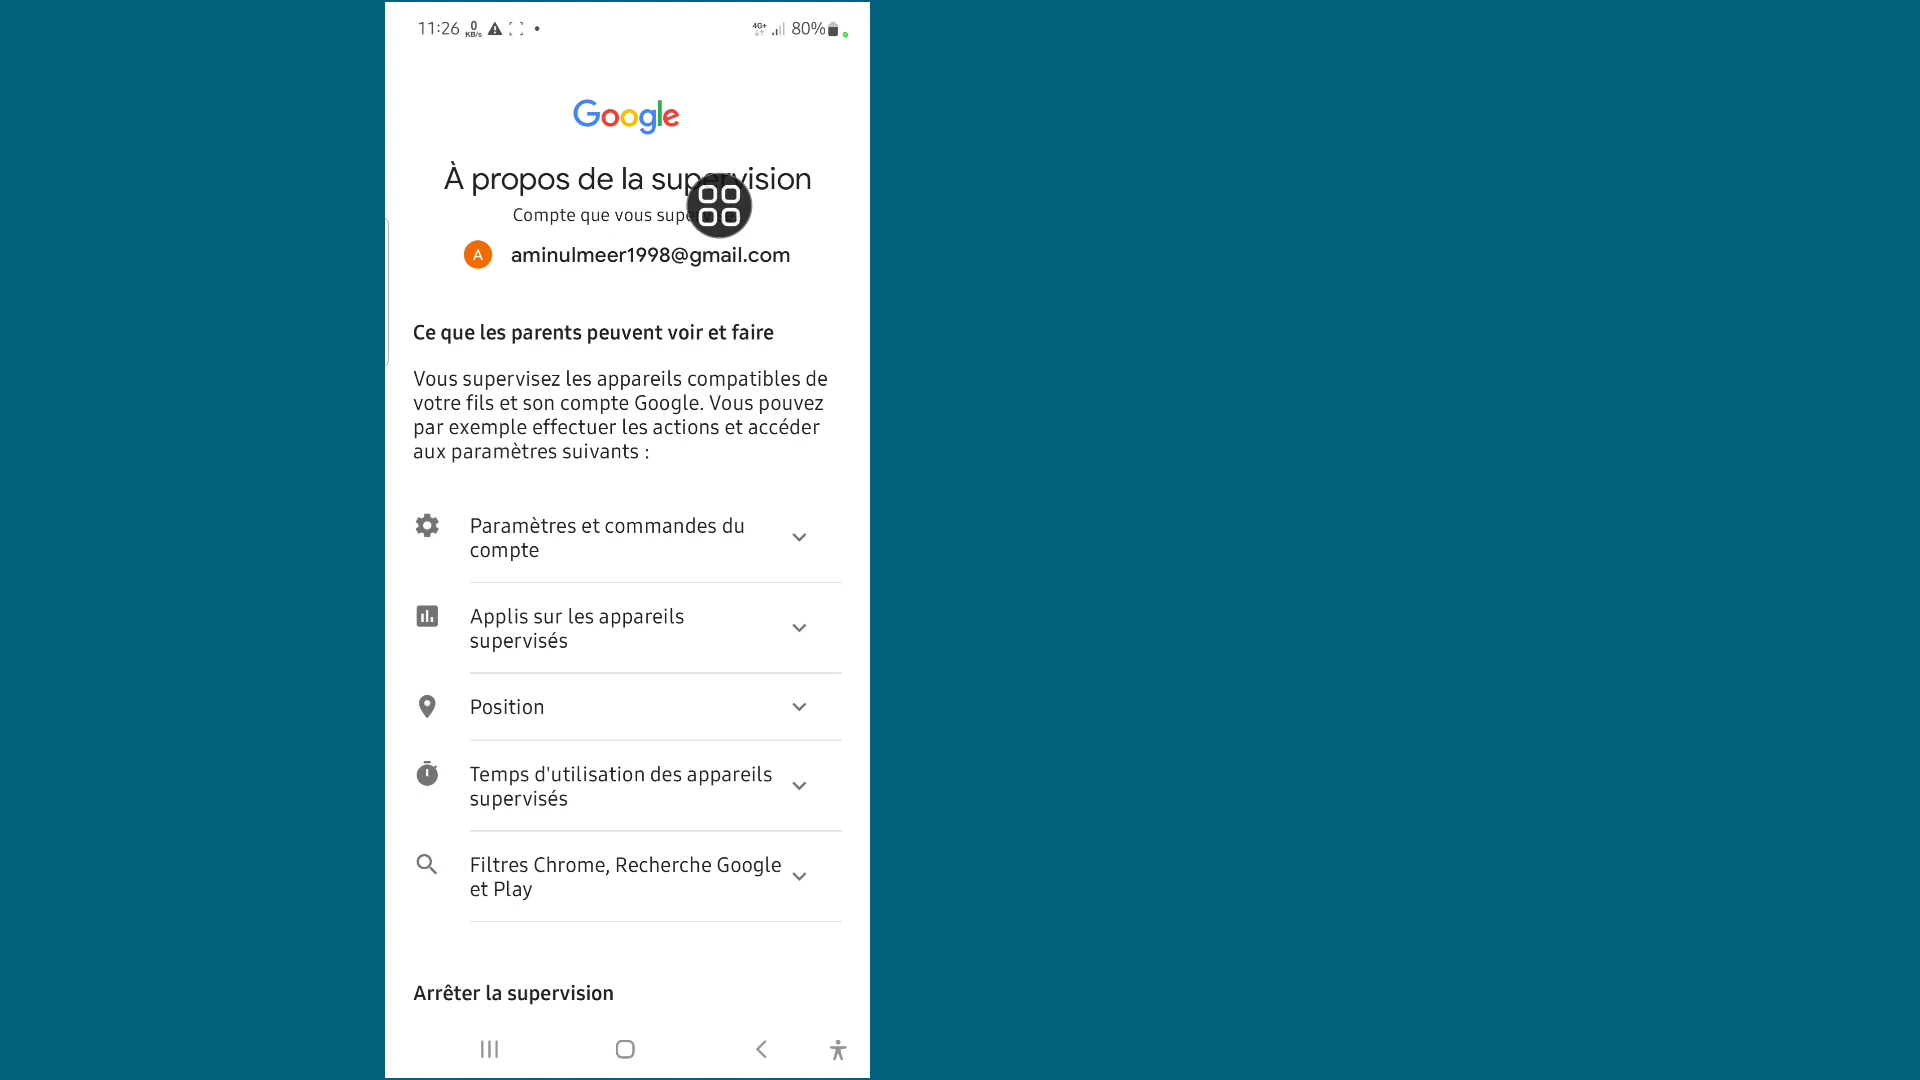 11:26 0 KB/s 4G+ 80%
Google
À propos de la supervision
Compte que vous
A aminulmeer1998@gmail.com
Ce que les parents peuvent voir et faire
Vous supervisez les appareils compatibles de
votre fils et son compte Google. Vous pouvez
par exemple effectuer les actions et accéder
aux paramètres suivants :
Paramètres et commandes du
compte
Applis sur les appareils
supervisés
Position
Temps d'utilisation des appareils
supervisés
Filtres Chrome, Recherche Google
et Play
Arrêter la supervision